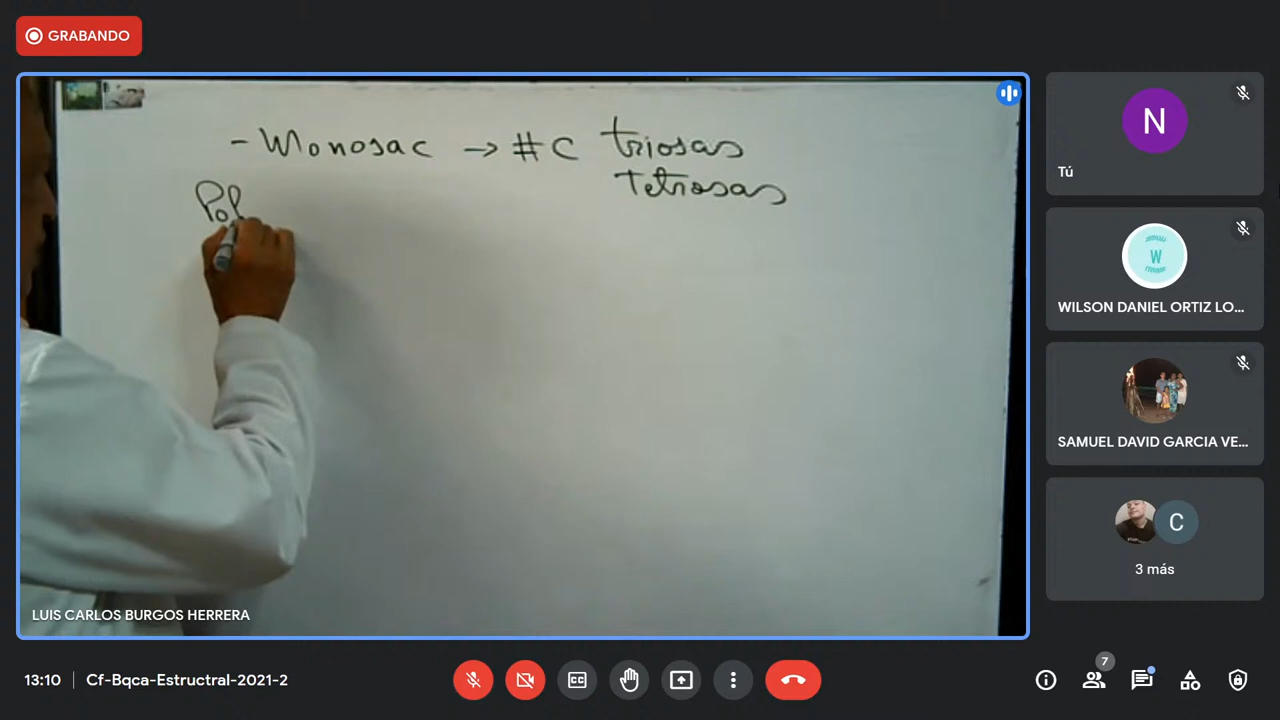 GRABANDO
- Monosac → #C triosas
Tetrosas
Pol
LUIS CARLOS BURGOS HERRERA
N
Tú
W
WILSON DANIEL ORTIZ LO...
SAMUEL DAVID GARCIA VE...
C
3 más
13:10 | Cf-Bqca-Estructral-2021-2
CC
7